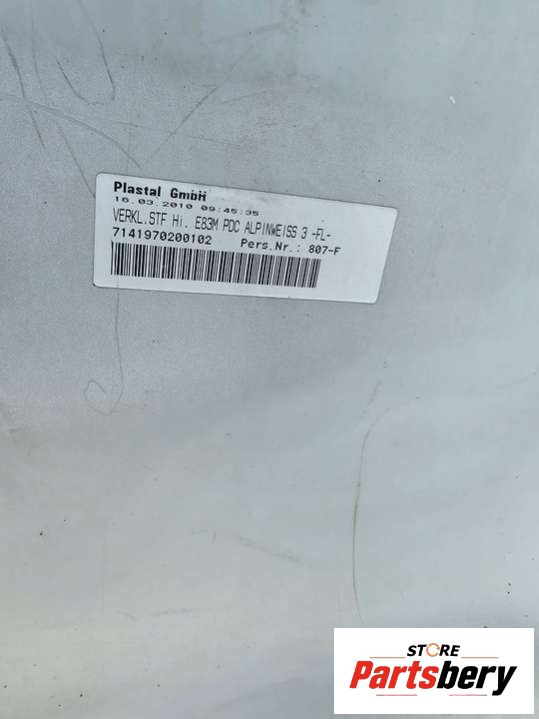 Plastal GmbH
16.03.2010 09:45:35
VERKL.STF Hi. E83M PDC ALPINWEISS 3 -FL-
7141970200102 Pers.Nr.: 807-F
STORE
Partsbery